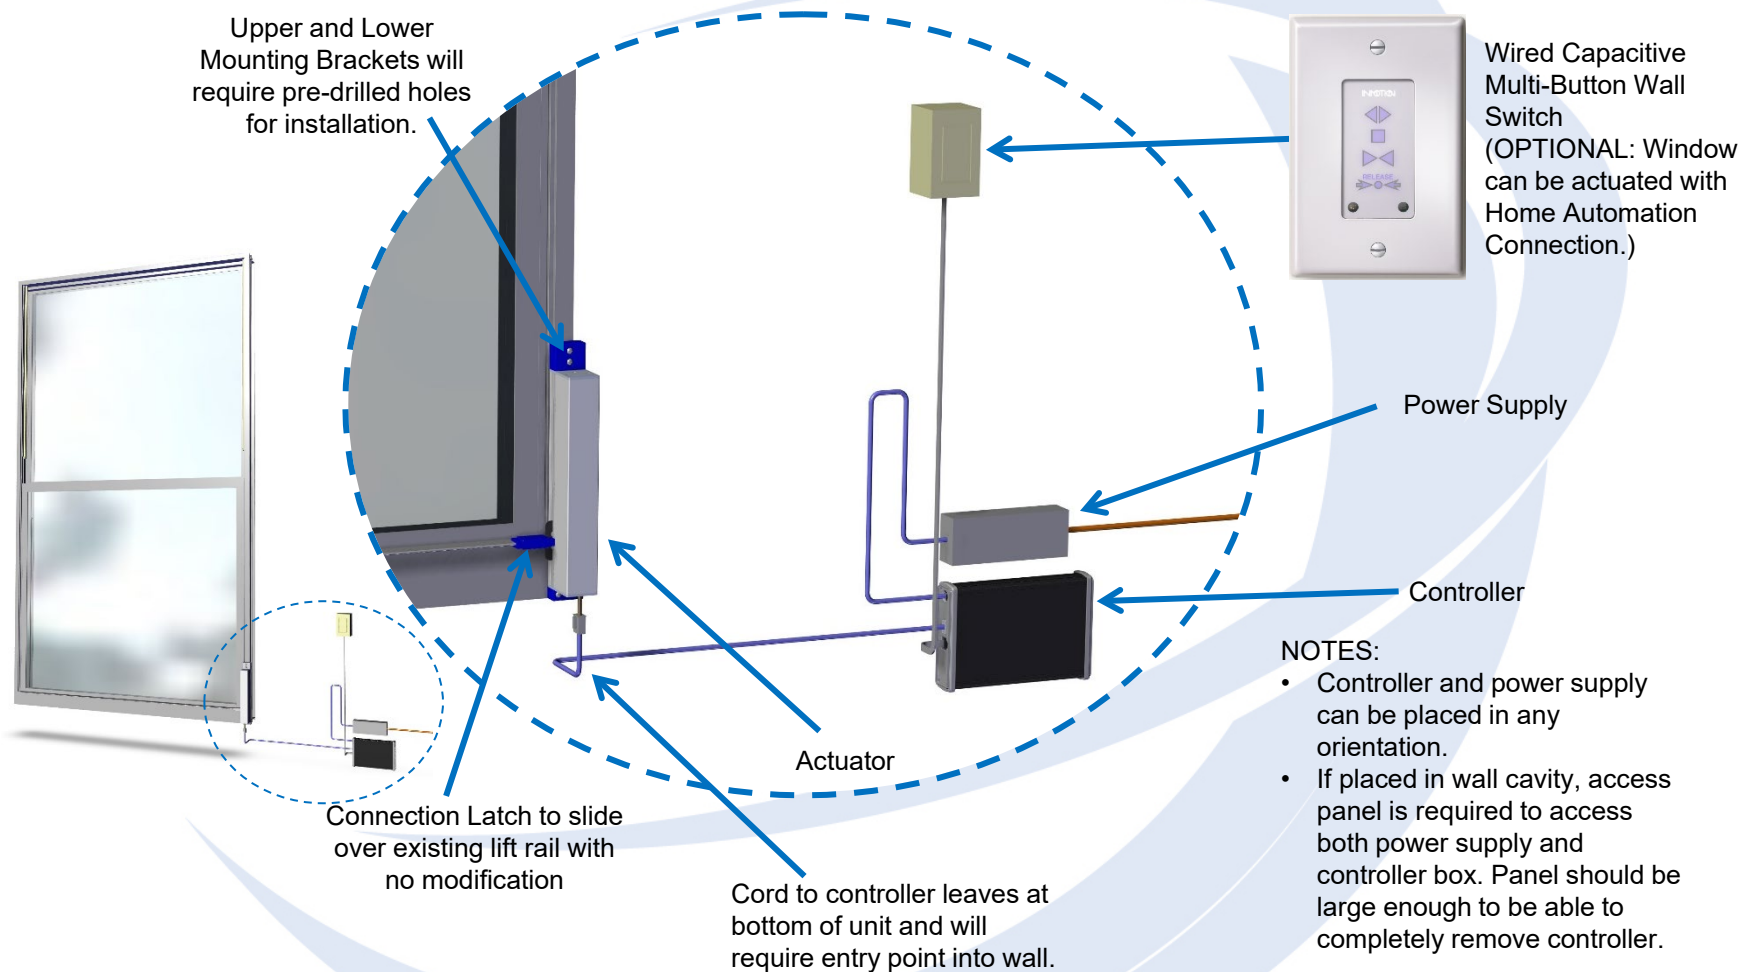 Upper and Lower
Mounting Brackets will
require pre-drilled holes
for installation.
Wired Capacitive
Multi-Button Wall
Switch
(OPTIONAL: Window
can be actuated with
Home Automation
Connection.)
RELEASE
Power Supply
Controller
NOTES:
• Controller and power supply
can be placed in any
orientation.
• If placed in wall cavity, access
panel is required to access
both power supply and
controller box. Panel should be
large enough to be able to
completely remove controller.
Actuator
Connection Latch to slide
over existing lift rail with
no modification
Cord to controller leaves at
bottom of unit and will
require entry point into wall.